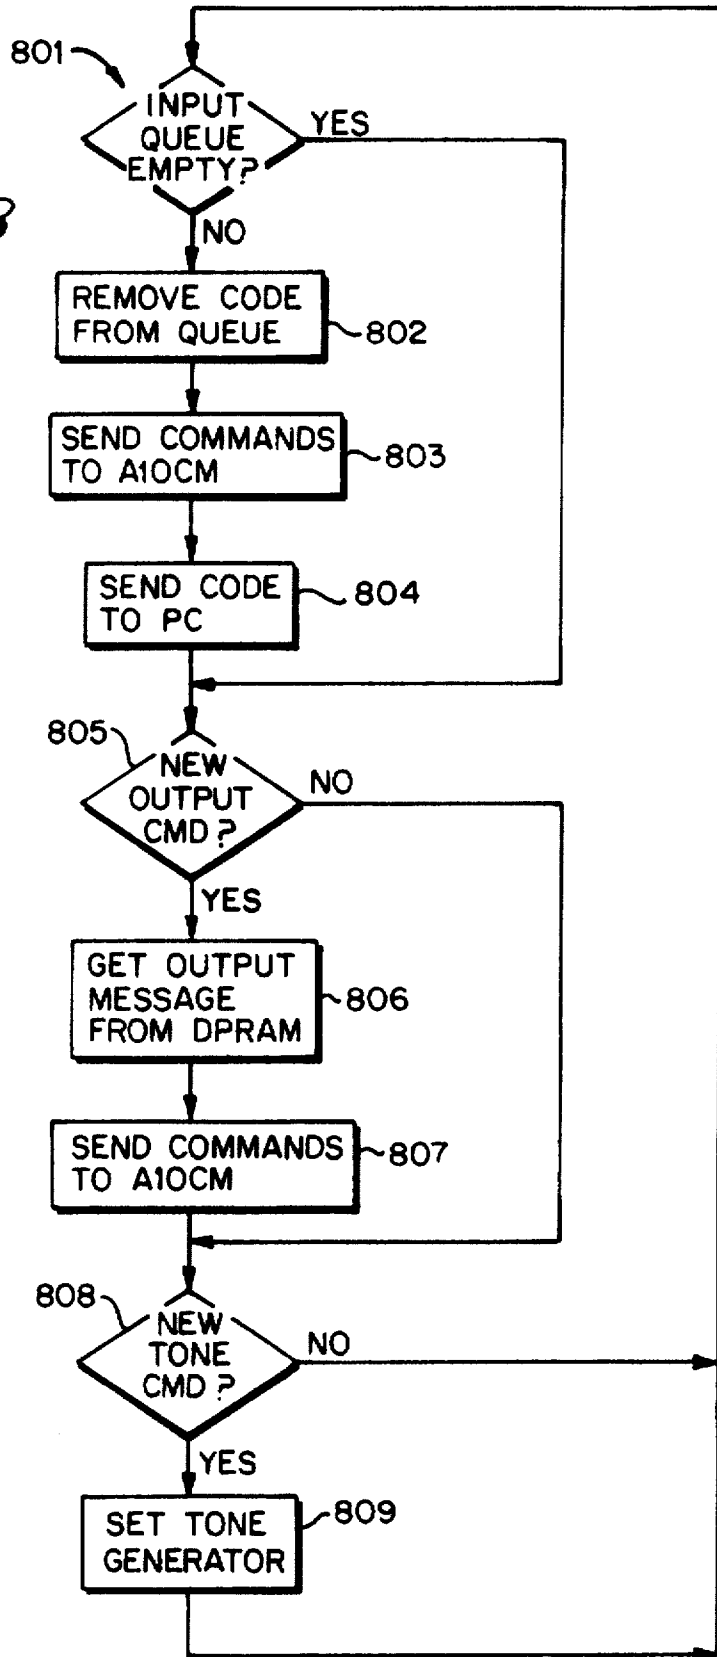 801
INPUT
QUEUE
EMPTY?
YES
NO
REMOVE CODE
FROM QUEUE
802
SEND COMMANDS
TO A1OCM
803
SEND CODE
TO PC
804
805
NEW
OUTPUT
CMD?
NO
YES
GET OUTPUT
MESSAGE
FROM DPRAM
806
SEND COMMANDS
TO A1OCM
807
808
NEW
TONE
CMD?
NO
YES
SET TONE
GENERATOR
809